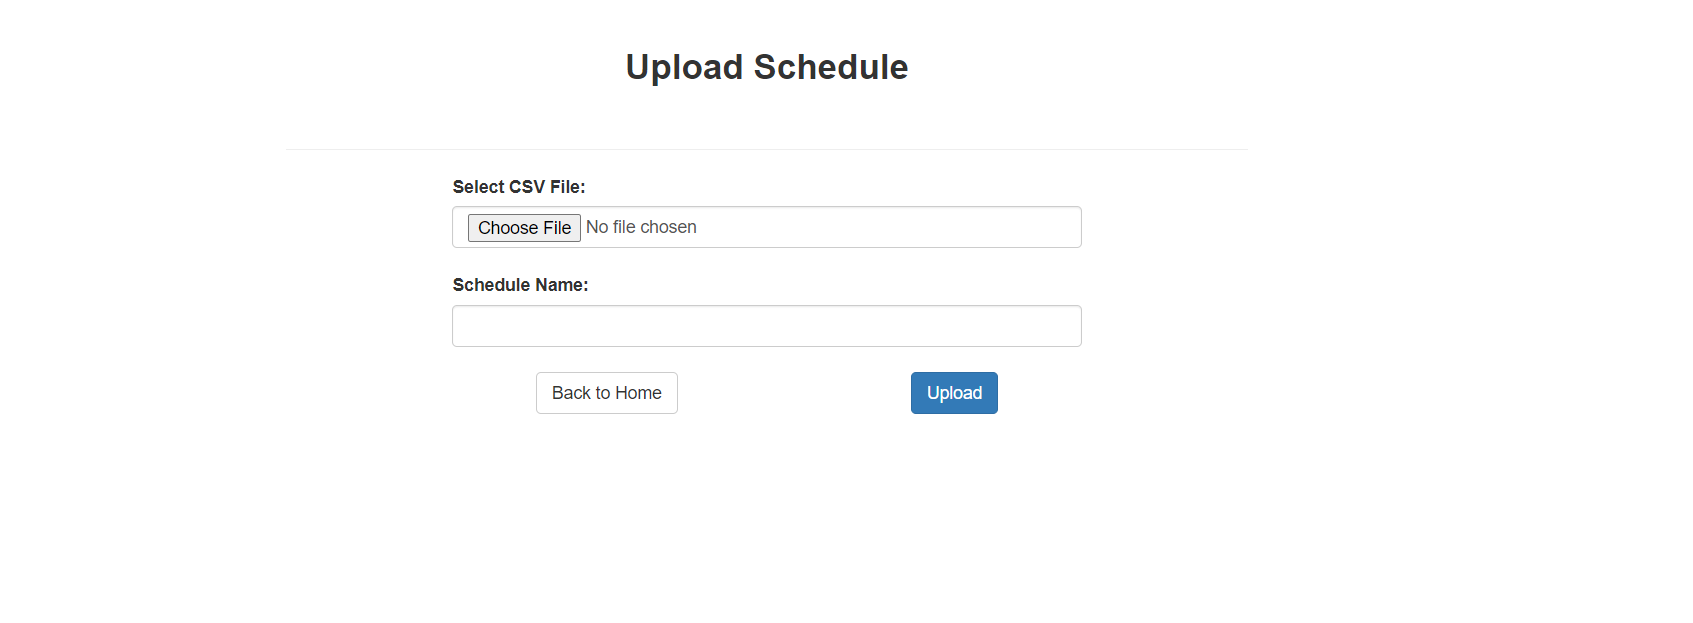 Upload Schedule
Select CSV File:
Choose File No file chosen
Schedule Name:
Back to Home Upload